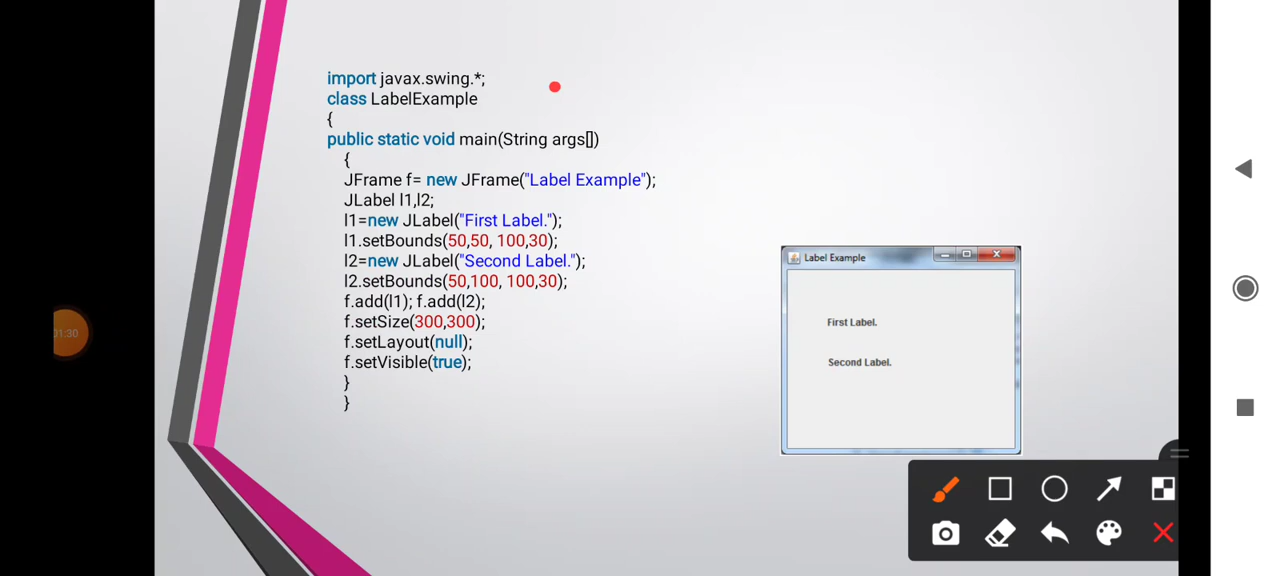 import javax.swing.*;
class LabelExample
{
public static void main(String args[])
{
JFrame f= new JFrame("Label Example");
JLabel l1,l2;
l1=new JLabel("First Label.");
l1.setBounds(50,50, 100,30);
l2=new JLabel("Second Label.");
l2.setBounds(50,100, 100,30);
f.add(l1); f.add(l2);
f.setSize(300,300);
f.setLayout(null);
f.setVisible(true);
}
}
Label Example
First Label.
Second Label.
01:30